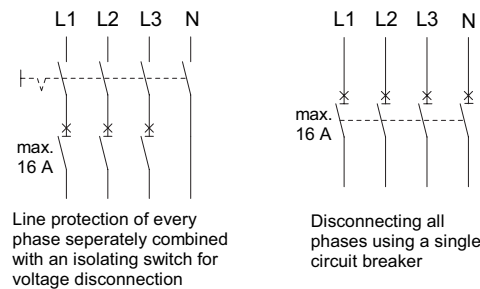 L1 L2 L3 N
max.
16 A
Line protection of every
phase seperately combined
with an isolating switch for
voltage disconnection
L1 L2 L3 N
max.
16 A
Disconnecting all
phases using a single
circuit breaker